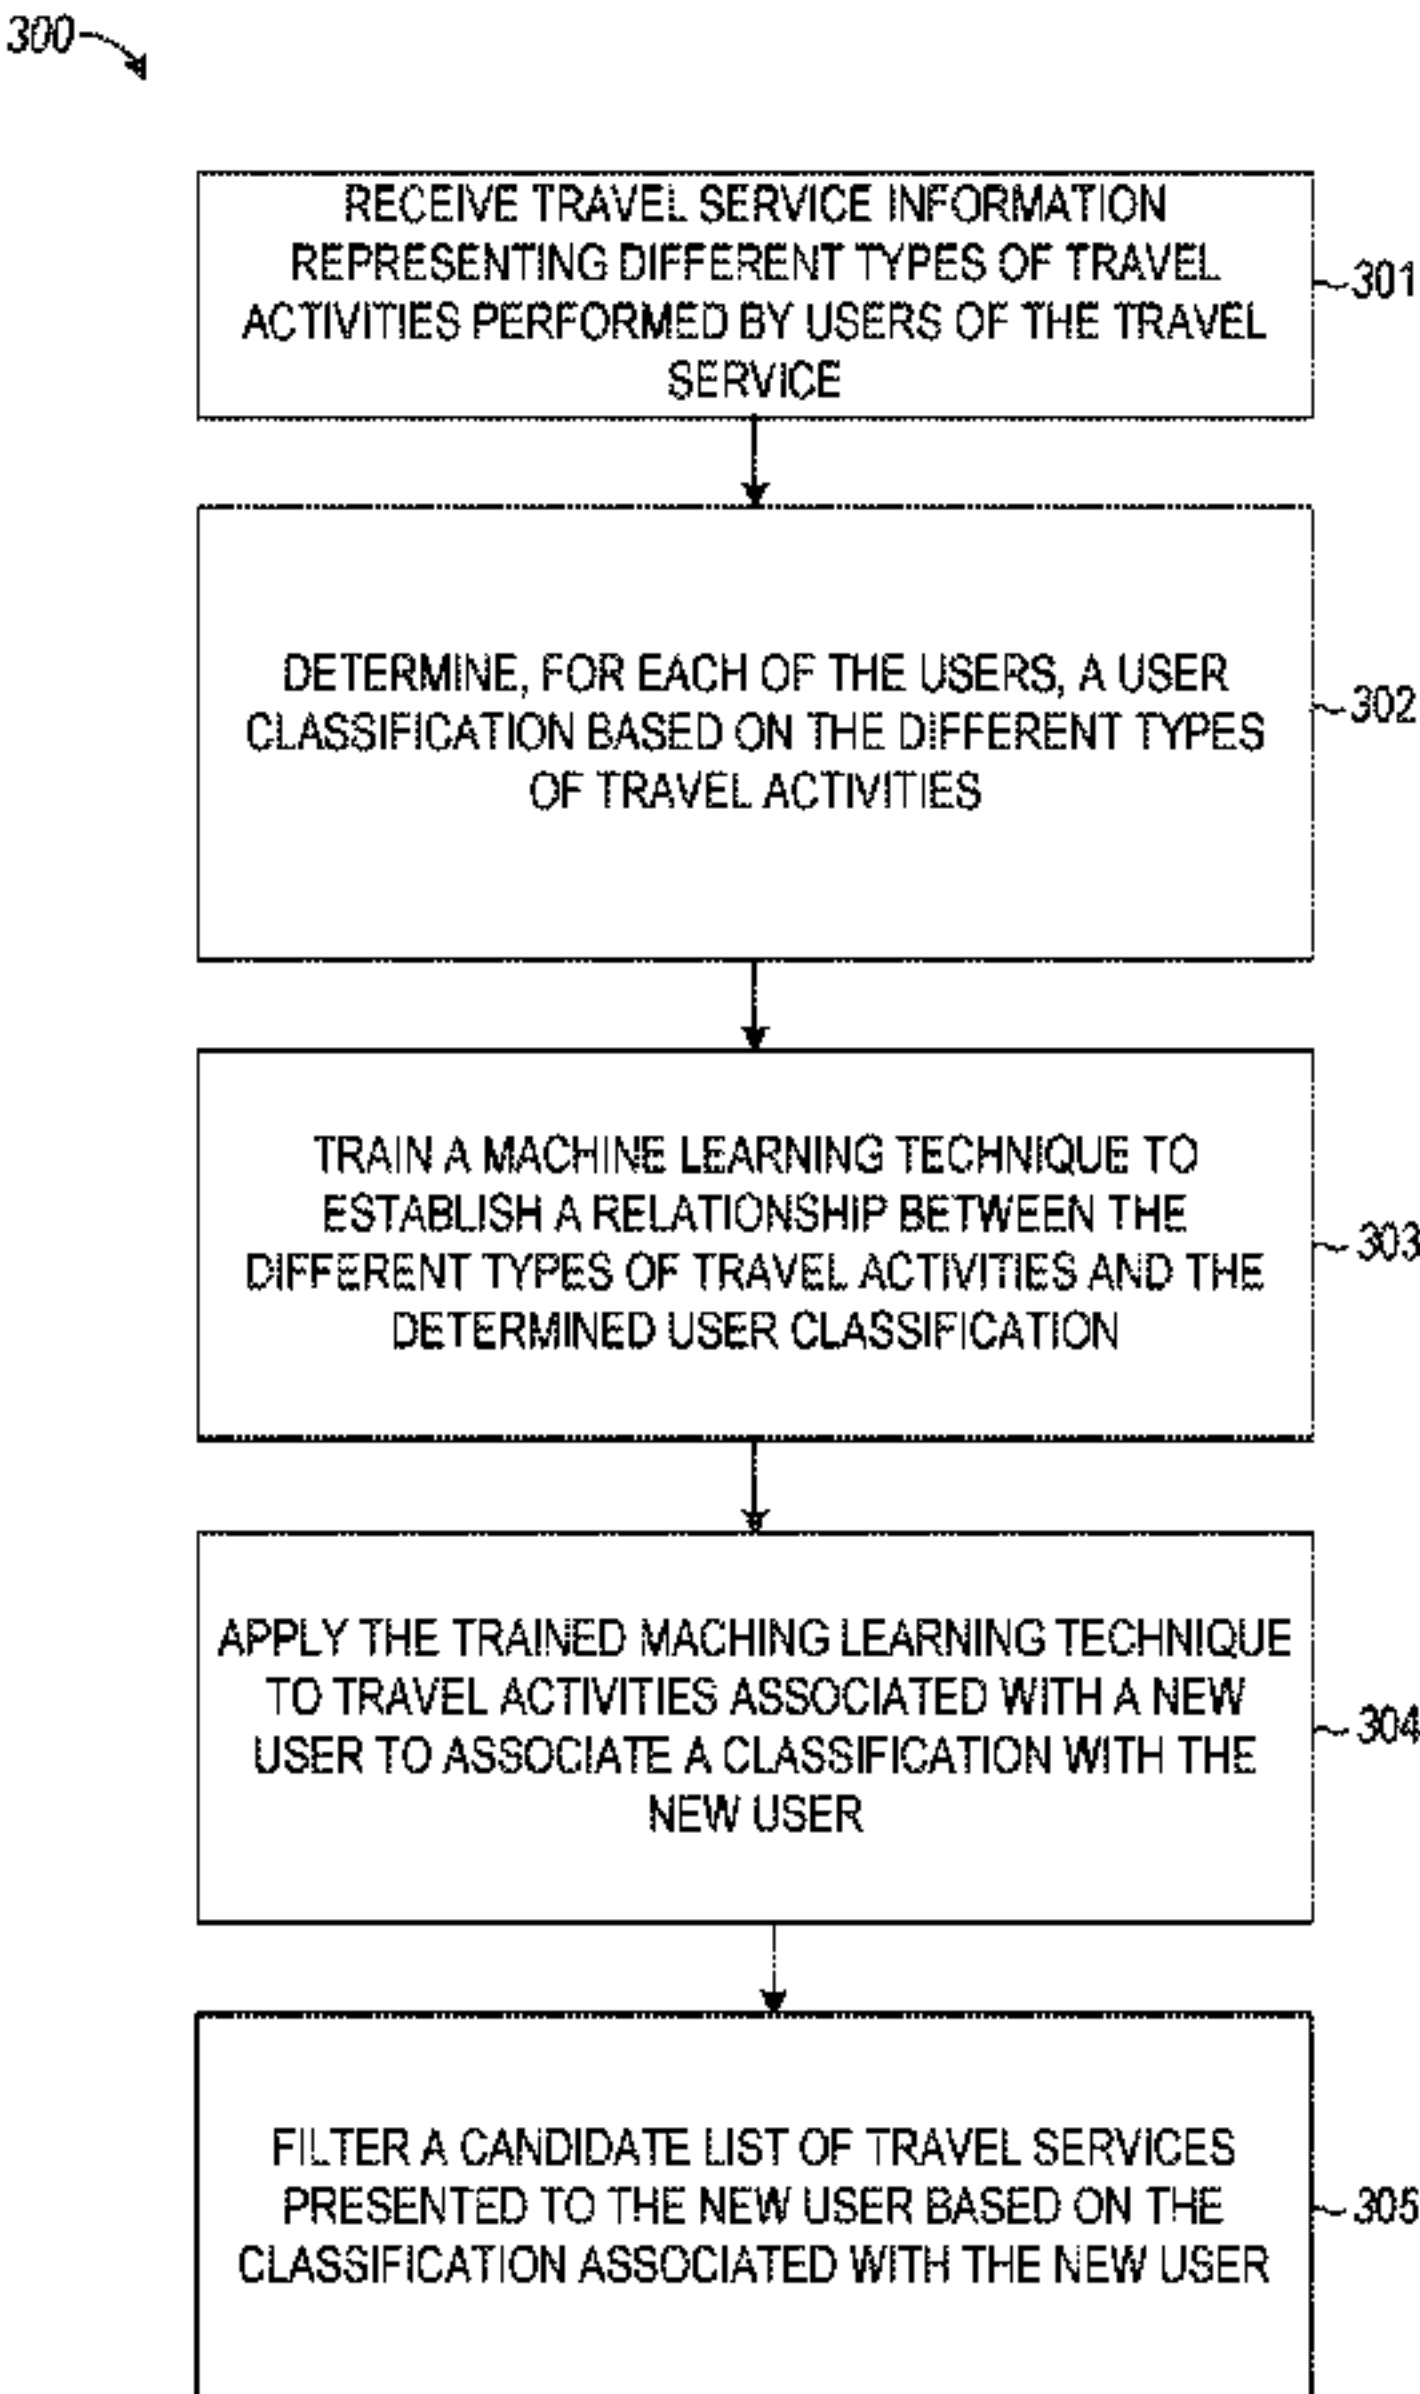 300
RECEIVE TRAVEL SERVICE INFORMATION
REPRESENTING DIFFERENT TYPES OF TRAVEL
ACTIVITIES PERFORMED BY USERS OF THE TRAVEL
SERVICE
301
DETERMINE, FOR EACH OF THE USERS, A USER
CLASSIFICATION BASED ON THE DIFFERENT TYPES
OF TRAVEL ACTIVITIES
302
TRAIN A MACHINE LEARNING TECHNIQUE TO
ESTABLISH A RELATIONSHIP BETWEEN THE
DIFFERENT TYPES OF TRAVEL ACTIVITIES AND THE
DETERMINED USER CLASSIFICATION
303
APPLY THE TRAINED MACHING LEARNING TECHNIQUE
TO TRAVEL ACTIVITIES ASSOCIATED WITH A NEW
USER TO ASSOCIATE A CLASSIFICATION WITH THE
NEW USER
304
FILTER A CANDIDATE LIST OF TRAVEL SERVICES
PRESENTED TO THE NEW USER BASED ON THE
CLASSIFICATION ASSOCIATED WITH THE NEW USER
305